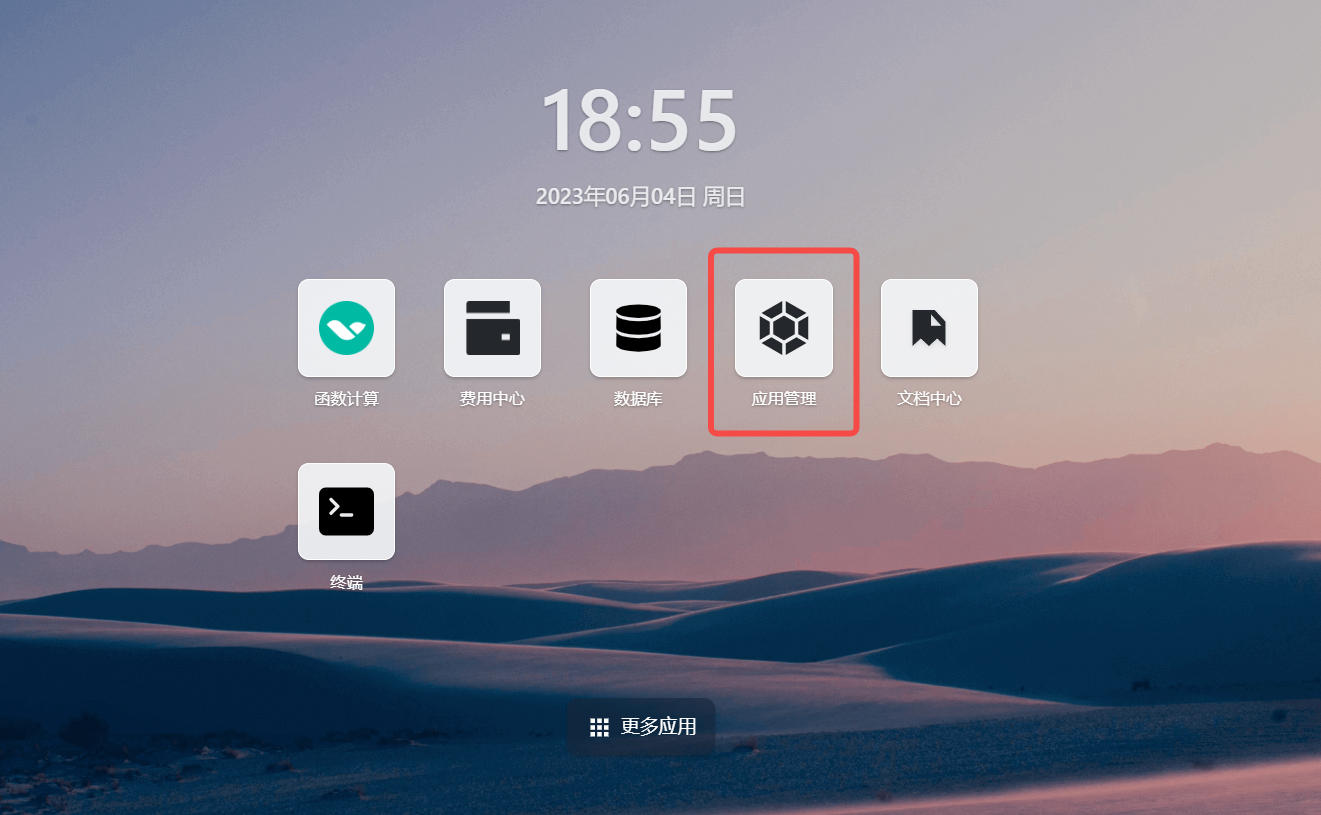 18:55
2023年06月04日 周日
函数计算
费用中心
数据库
应用管理
文档中心
终端
更多应用